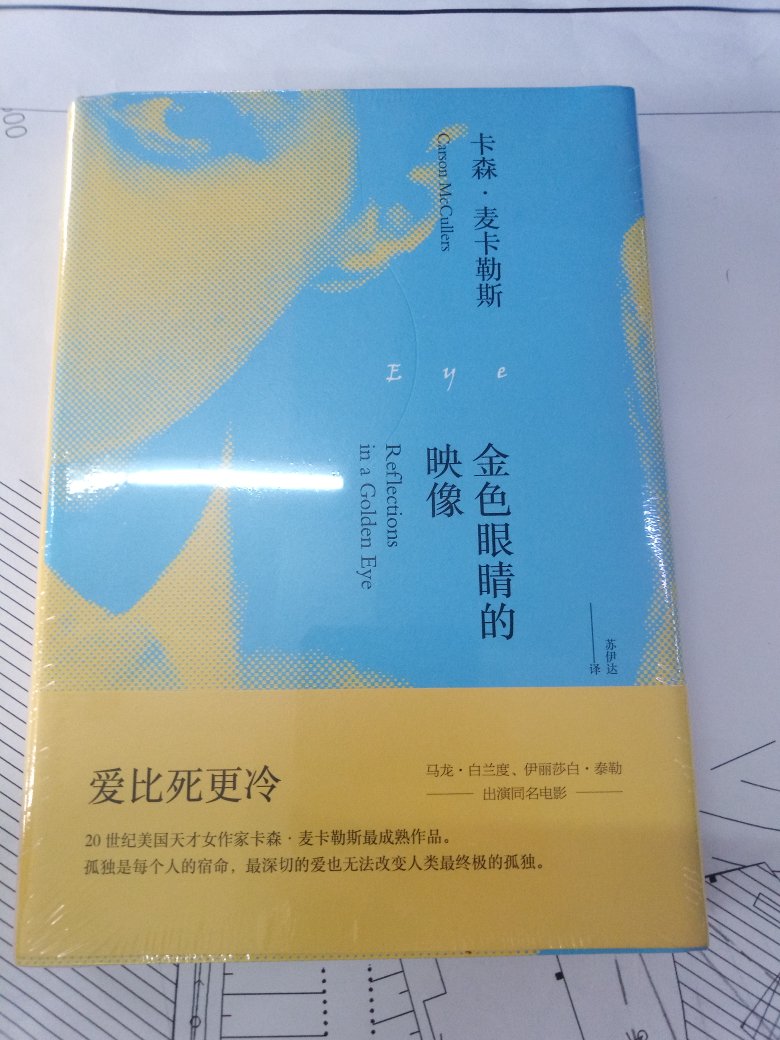 卡森·麦卡勒斯
Carson McCullers
Eye
金色眼睛的
映像
Reflections
in a Golden Eye
苏伊达
译
爱比死更冷
马龙·白兰度、伊丽莎白·泰勒
出演同名电影
20世纪美国天才女作家卡森·麦卡勒斯最成熟作品。
孤独是每个人的宿命，最深切的爱也无法改变人类最终极的孤独。